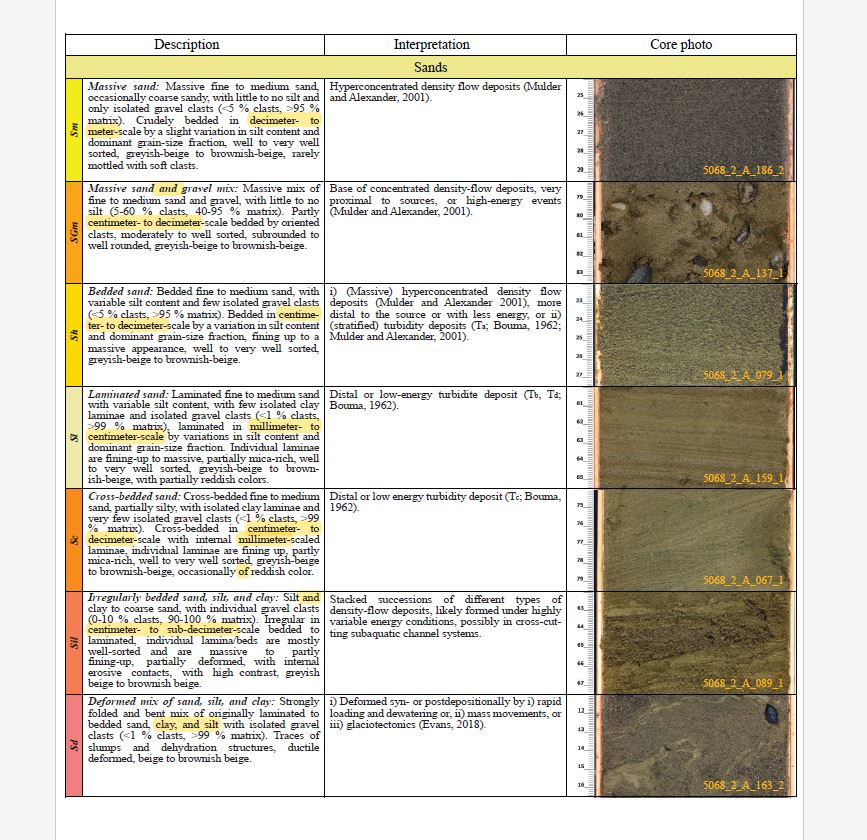 Description Interpretation Core photo
Sands
Sm
Massive sand: Massive fine to medium sand,
occasionally coarse sandy, with little to no silt and
only isolated gravel clasts (<5 % clasts, >95 %
matrix). Crudely bedded in decimeter- to
meter-scale by a slight variation in silt content and
dominant grain-size fraction, well to very well
sorted, greyish-beige to brownish-beige, rarely
mottled with soft clasts.
Hyperconcentrated density flow deposits (Mulder
and Alexander, 2001).
25
26
27
28
29
5068_2_A_186_2
SGm
Massive sand and gravel mix: Massive mix of
fine to medium sand and gravel, with little to no
silt (5-60 % clasts, 40-95 % matrix). Partly
centimeter- to decimeter-scale bedded by oriented
clasts, moderately to well sorted, subrounded to
well rounded, greyish-beige to brownish-beige.
Base of concentrated density-flow deposits, very
proximal to sources, or high-energy events
(Mulder and Alexander, 2001).
79
80
81
82
83
5068_2_A_137_1
Sh
Bedded sand: Bedded fine to medium sand, with
variable silt content and few isolated gravel clasts
(<5 % clasts, >95 % matrix). Bedded in centime-
ter- to decimeter-scale by a variation in silt content
and dominant grain-size fraction, fining up to a
massive appearance, well to very well sorted,
greyish-beige to brownish-beige.
i) (Massive) hyperconcentrated density flow
deposits (Mulder and Alexander 2001), more
distal to the source or with less energy, or ii)
(stratified) turbidity deposits (Ta; Bouma, 1962;
Mulder and Alexander, 2001).
23
24
25
26
27
5068_2_A_079_1
Sl
Laminated sand: Laminated fine to medium sand
with variable silt content, with few isolated clay
laminae and isolated gravel clasts (<1 % clasts,
>99 % matrix), laminated in millimeter- to
centimeter-scale by variations in silt content and
dominant grain-size fraction. Individual laminae
are fining-up to massive, partially mica-rich, well
to very well sorted, greyish-beige to brown-
ish-beige, with partially reddish colors.
Distal or low-energy turbidite deposit (Tb, Td;
Bouma, 1962).
61
62
63
64
65
5068_2_A_159_1
Sc
Cross-bedded sand: Cross-bedded fine to medium
sand, partially silty, with isolated clay laminae and
very few isolated gravel clasts (<1 % clasts, >99
% matrix). Cross-bedded in centimeter- to
decimeter-scale with internal millimeter-scaled
laminae, individual laminae are fining up, partly
mica-rich, well to very well sorted, greyish-beige
to brownish-beige, occasionally of reddish color.
Distal or low energy turbidity deposit (Tc; Bouma,
1962).
75
76
77
78
79
5068_2_A_067_1
Sil
Irregularly bedded sand, silt, and clay: Silt and
clay to coarse sand, with individual gravel clasts
(0-10 % clasts, 90-100 % matrix). Irregular in
centimeter- to sub-decimeter-scale bedded to
laminated, individual lamina/beds are mostly
well-sorted and are massive to partly
fining-up, partially deformed, with internal
erosive contacts, with high contrast, greyish
beige to brownish beige.
Stacked successions of different types of
density-flow deposits, likely formed under highly
variable energy conditions, possibly in cross-cut-
ting subaquatic channel systems.
63
64
65
66
67
5068_2_A_089_1
Sd
Deformed mix of sand, silt, and clay: Strongly
folded and bent mix of originally laminated to
bedded sand, clay, and silt with isolated gravel
clasts (<1 % clasts, >99 % matrix). Traces of
slumps and dehydration structures, ductile
deformed, beige to brownish beige.
i) Deformed syn- or postdepositionally by i) rapid
loading and dewatering or, ii) mass movements, or
iii) glaciotectonics (Evans, 2018).
12
13
14
15
16
5068_2_A_163_2